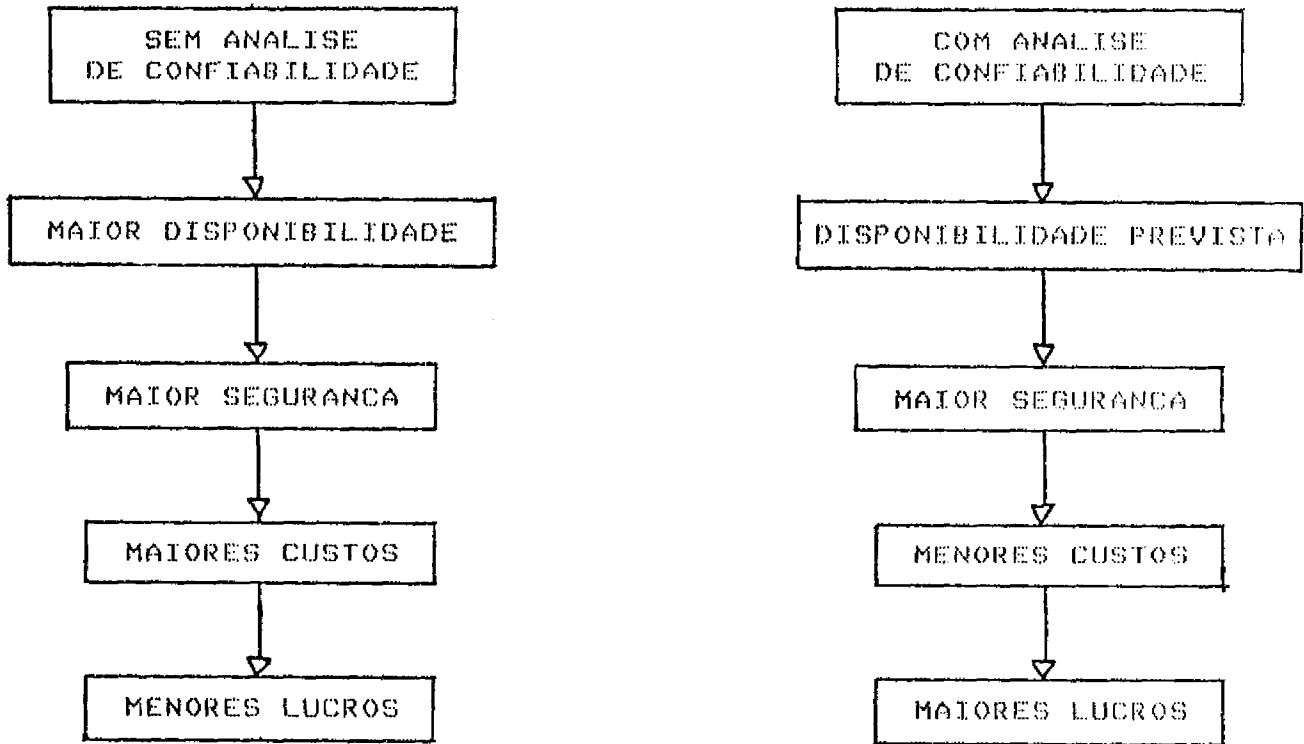 SEM ANALISE
DE CONFIABILIDADE
MAIOR DISPONIBILIDADE
MAIOR SEGURANCA
MAIORES CUSTOS
MENORES LUCROS
COM ANALISE
DE CONFIABILIDADE
DISPONIBILIDADE PREVISTA
MAIOR SEGURANCA
MENORES CUSTOS
MAIORES LUCROS